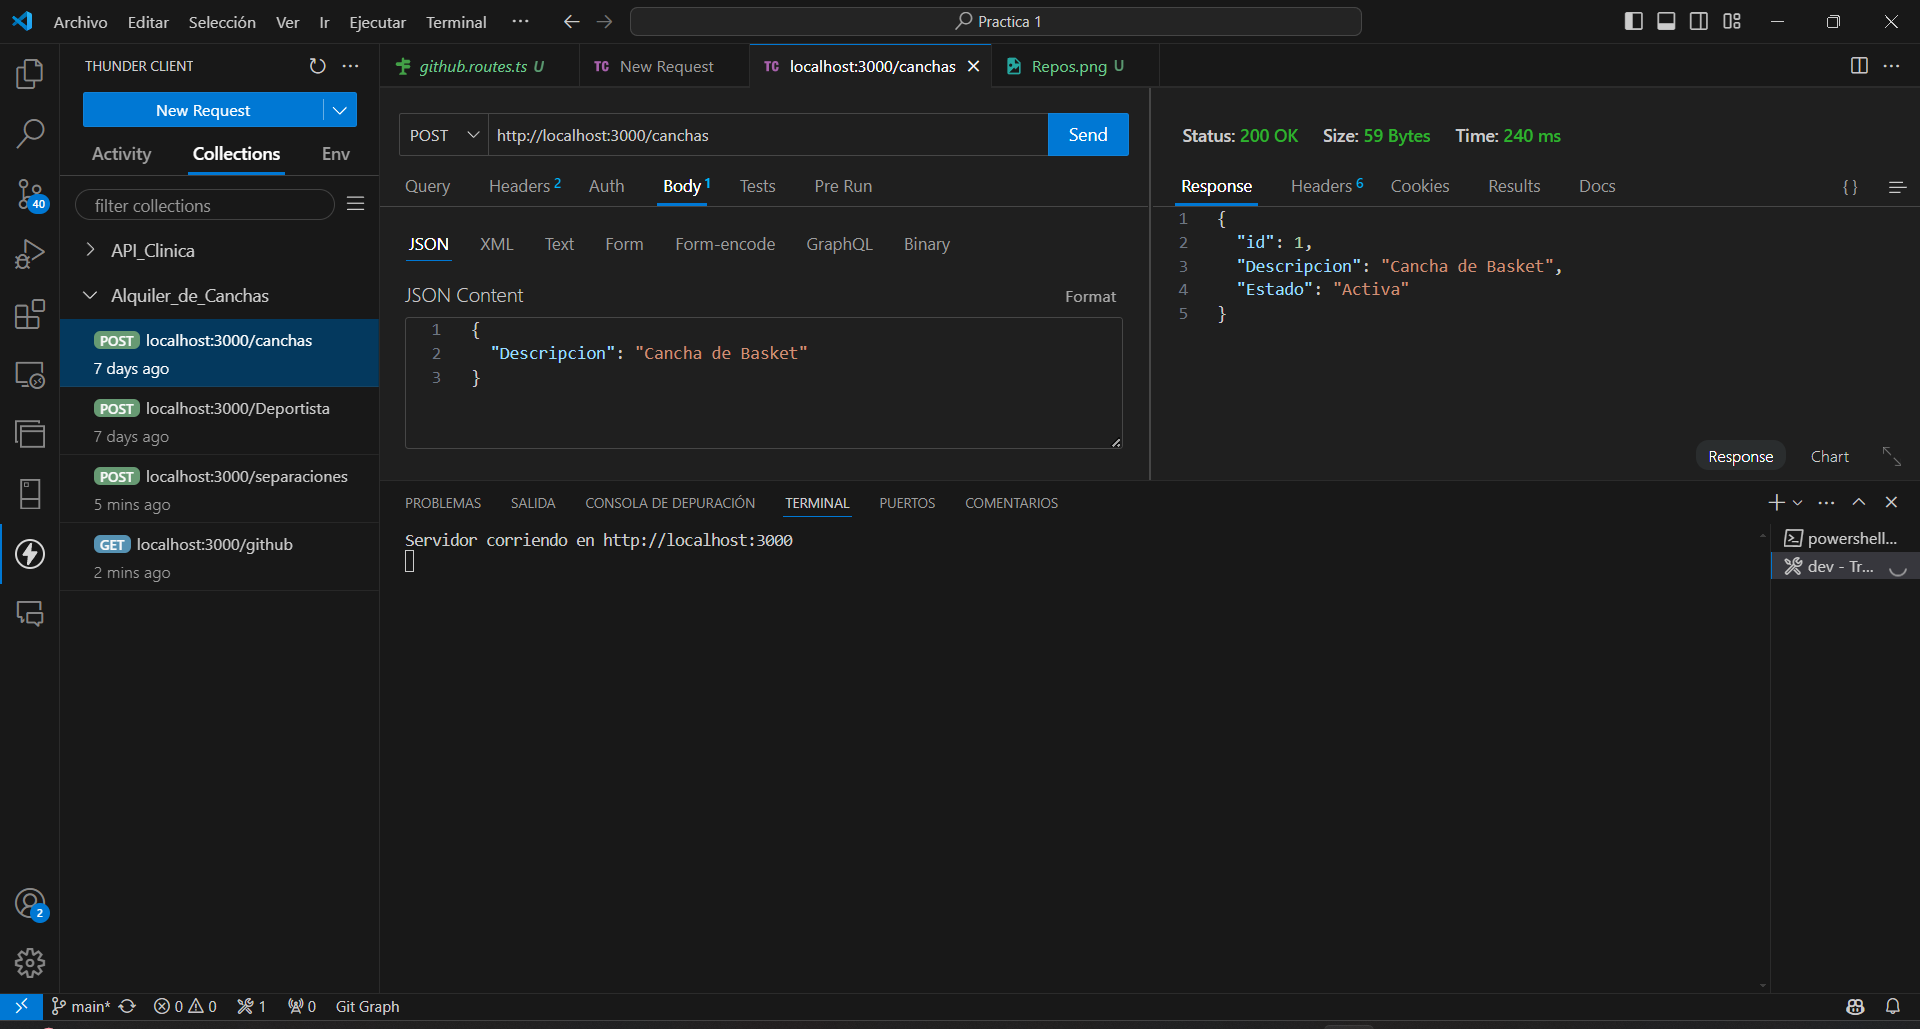 Archivo Editar Selección Ver Ir Ejecutar Terminal ··· Practica 1
THUNDER CLIENT
New Request
Activity Collections Env
filter collections
API_Clinica
Alquiler_de_Canchas
POST localhost:3000/canchas
7 days ago
POST localhost:3000/Deportista
7 days ago
POST localhost:3000/separaciones
5 mins ago
GET localhost:3000/github
2 mins ago
40
2
github.routes.ts U
TC New Request
TC localhost:3000/canchas
Repos.png U
POST http://localhost:3000/canchas Send
Query Headers 2 Auth Body 1 Tests Pre Run
JSON XML Text Form Form-encode GraphQL Binary
JSON Content Format
1 {
2 "Descripcion": "Cancha de Basket"
3 }
Status: 200 OK Size: 59 Bytes Time: 240 ms
Response Headers 6 Cookies Results Docs {}
1 {
2 "id": 1,
3 "Descripcion": "Cancha de Basket",
4 "Estado": "Activa"
5 }
Response Chart
PROBLEMAS SALIDA CONSOLA DE DEPURACIÓN TERMINAL PUERTOS COMENTARIOS
Servidor corriendo en http://localhost:3000
powershell...
dev - Tr...
main* 0 0 1 0 Git Graph